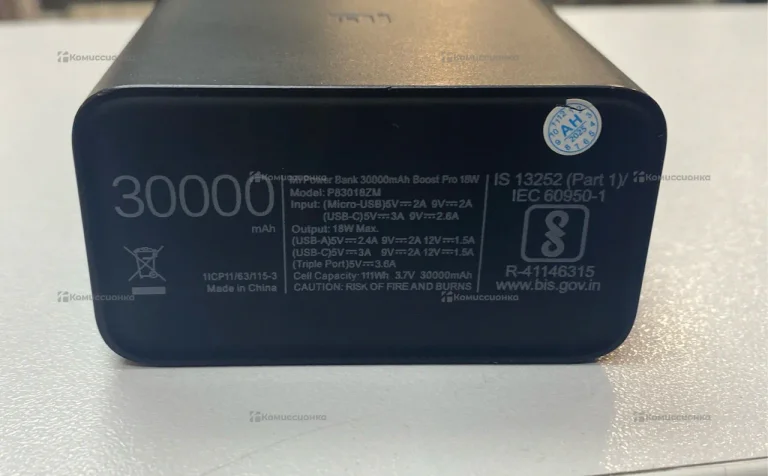 Комиссионка
Комиссионка
30000
mAh
1ICP11/63/115-3
Made in China
Mi Power Bank 30000mAh Boost Pro 18W
Model: PB3018ZM
Input: (Micro-USB)5V⎓2A 9V⎓2A
(USB-C)5V⎓3A 9V⎓2.6A
Output: 18W Max.
(USB-A)5V⎓2.4A 9V⎓2A 12V⎓1.5A
(USB-C)5V⎓3A 9V⎓2A 12V⎓1.5A
(Triple Port)5V⎓3.6A
Cell Capacity: 111Wh 3.7V 30000mAh
CAUTION: RISK OF FIRE AND BURNS
IS 13252 (Part 1)/
IEC 60950-1
R-41146315
www.bis.gov.in
AH
2025
Комиссионка
Комиссионка
Комиссионка
Комиссионка
Комиссионка
Комиссионка